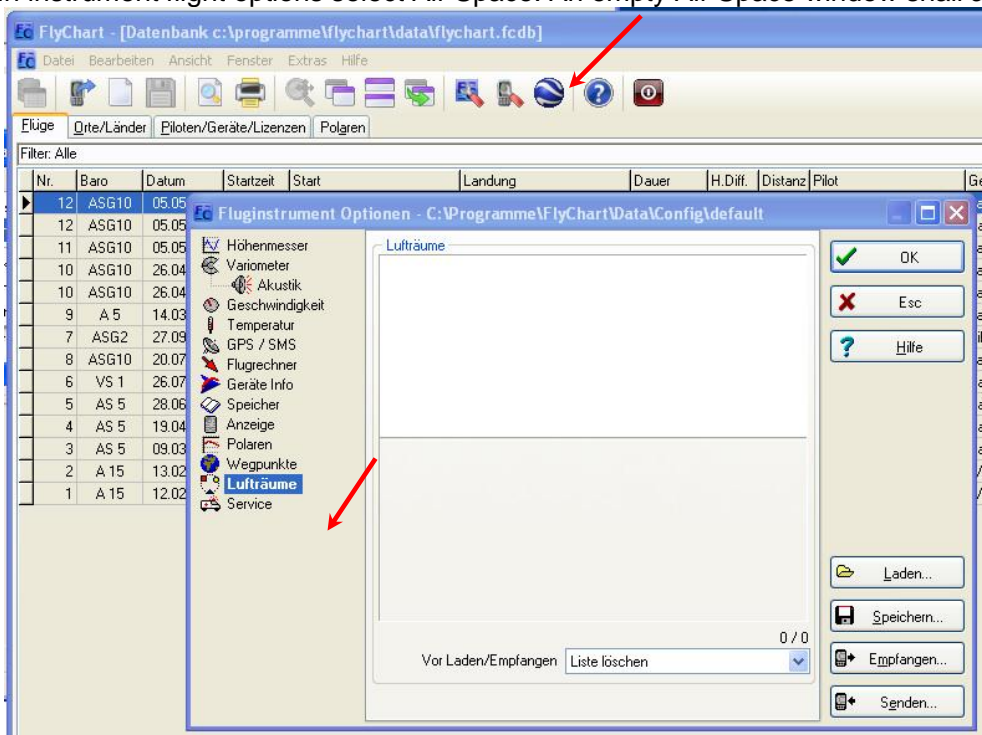 instrument flight options select Air Space. An empty Air Space window shall
FlyChart - [Datenbank c:\programme\flychart\data\flychart.fcdb]
Datei Bearbeiten Ansicht Fenster Extras Hilfe
Flüge Orte/Länder Piloten/Geräte/Lizenzen Polaren
Filter: Alle
Nr. Baro Datum Startzeit Start Landung Dauer H.Diff. Distanz Pilot Ge
12 ASG10 05.05
12 ASG10 05.05
11 ASG10 05.05
10 ASG10 26.04
10 ASG10 26.04
9 A 5 14.03
7 ASG2 27.09
8 ASG10 20.07
6 VS 1 26.07
5 AS 5 28.06
4 AS 5 19.04
3 AS 5 09.03
2 A 15 13.02
1 A 15 12.02
Fluginstrument Optionen - C:\Programme\FlyChart\Data\Config\default
Höhenmesser
Variometer
Akustik
Geschwindigkeit
Temperatur
GPS / SMS
Flugrechner
Geräte Info
Speicher
Anzeige
Polaren
Wegpunkte
Lufträume
Service
Lufträume
0 / 0
Vor Laden/Empfangen Liste löschen
OK
Esc
Hilfe
Laden...
Speichern...
Empfangen...
Senden...